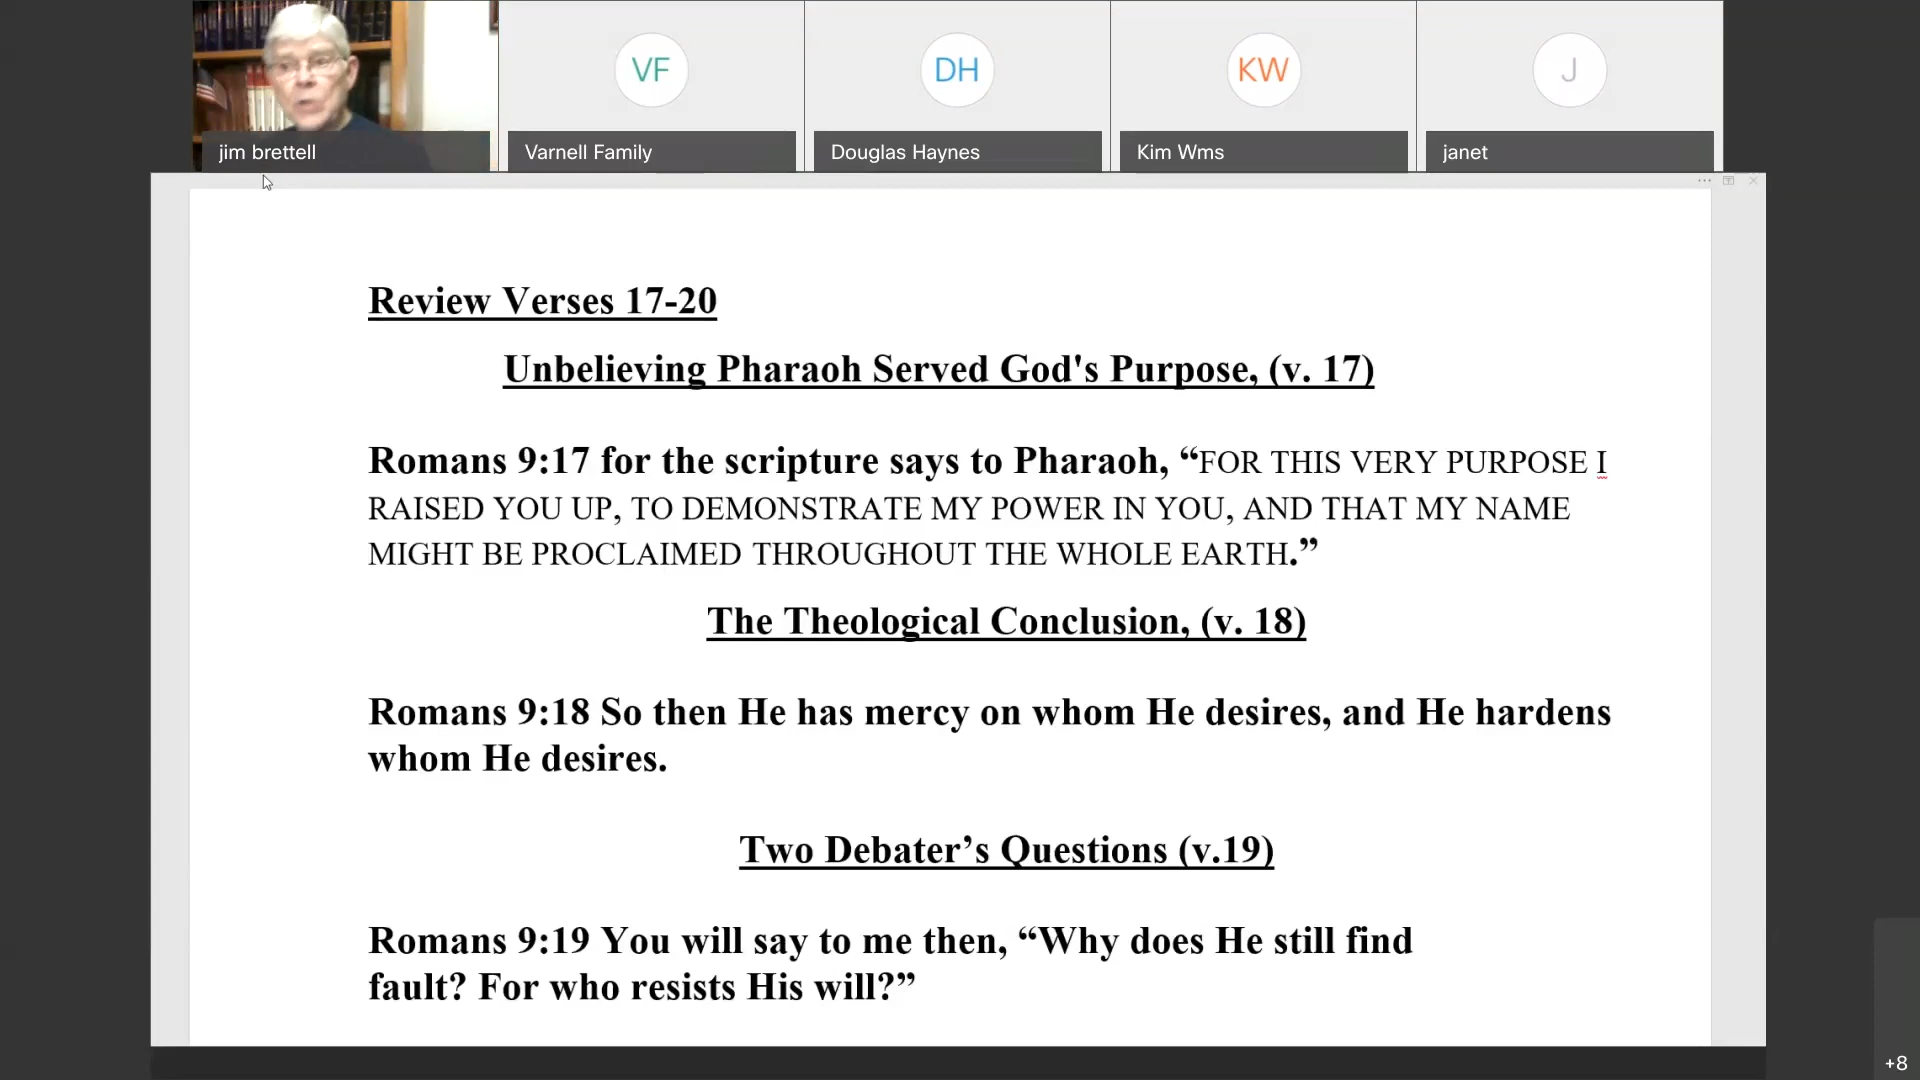 VF
DH
KW
J
jim brettell
Varnell Family
Douglas Haynes
Kim Wms
janet
Review Verses 17-20
Unbelieving Pharaoh Served God's Purpose, (v. 17)
Romans 9:17 for the scripture says to Pharaoh, “FOR THIS VERY PURPOSE I
RAISED YOU UP, TO DEMONSTRATE MY POWER IN YOU, AND THAT MY NAME
MIGHT BE PROCLAIMED THROUGHOUT THE WHOLE EARTH.”
The Theological Conclusion, (v. 18)
Romans 9:18 So then He has mercy on whom He desires, and He hardens
whom He desires.
Two Debater’s Questions (v.19)
Romans 9:19 You will say to me then, “Why does He still find
fault? For who resists His will?”
+8